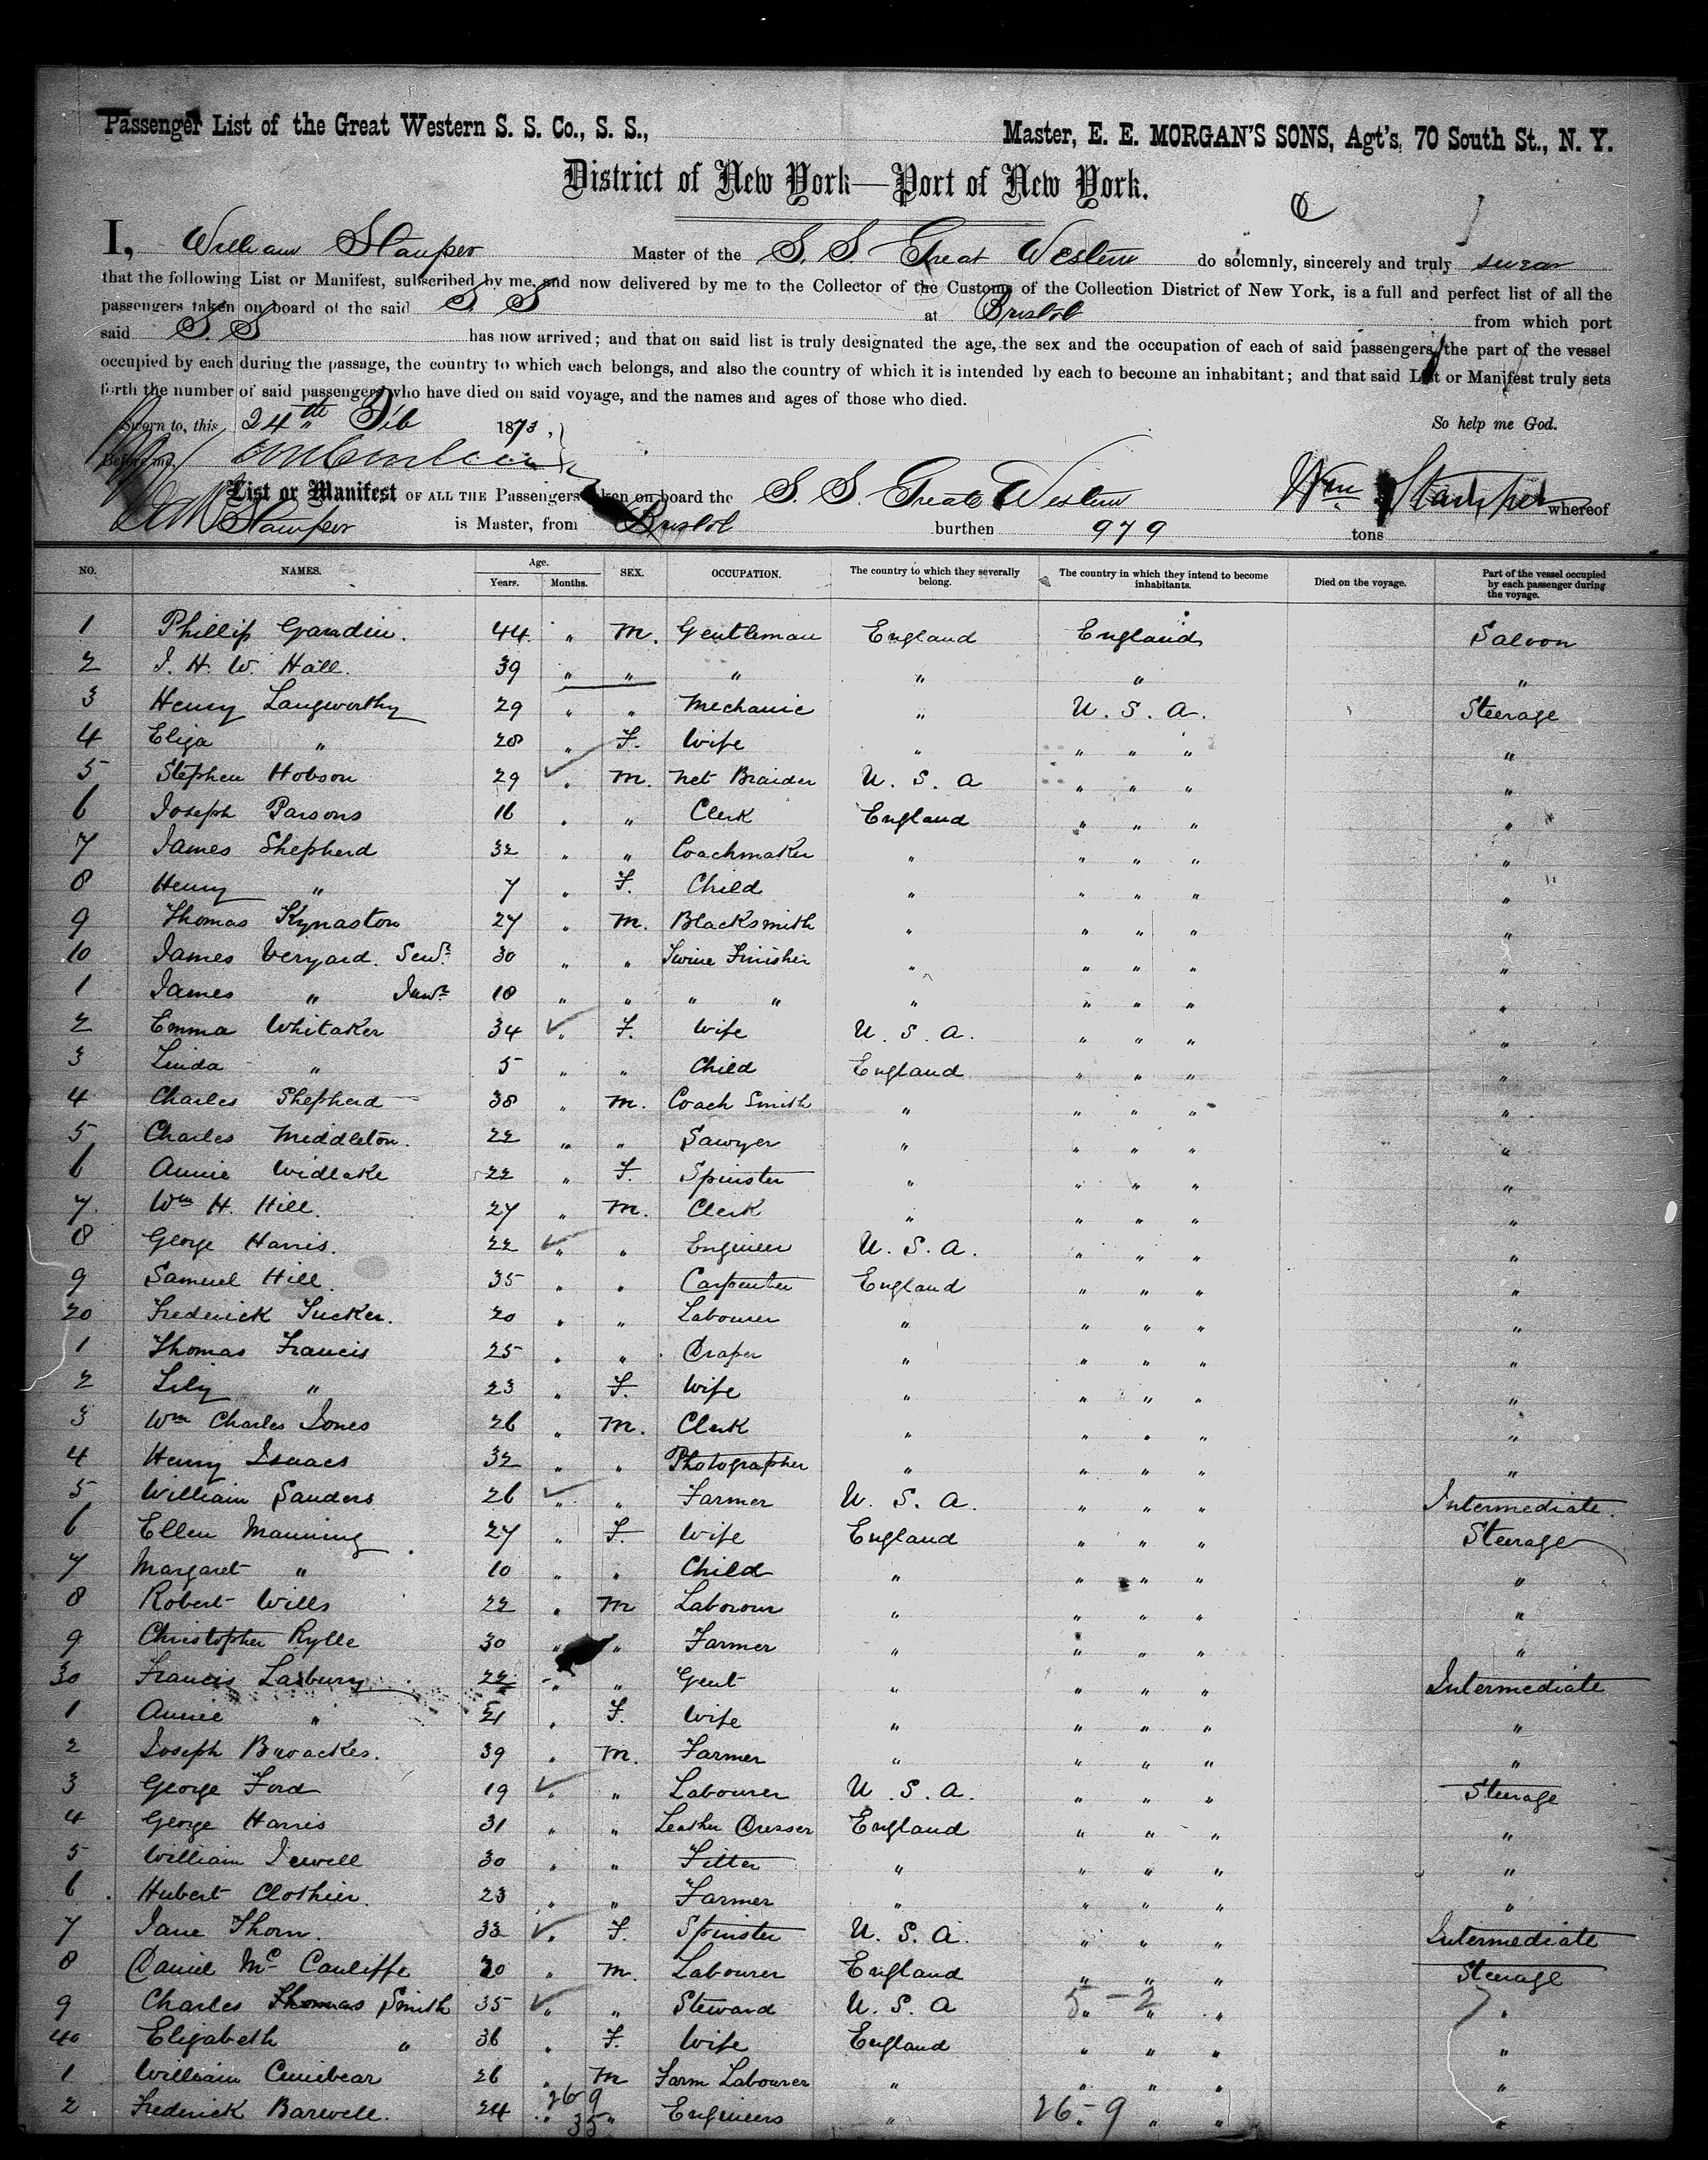 Passenger List of the Great Western S. S. Co., S. S., Master, E. E. MORGAN'S SONS, Agt's, 70 South St., N. Y.
District of New York—Port of New York.
I, William Stamper Master of the S. S. Great Western do solemnly, sincerely and truly swear
that the following List or Manifest, subscribed by me, and now delivered by me to the Collector of the Customs of the Collection District of New York, is a full and perfect list of all the
passengers taken on board of the said S S at Bristol from which port
said S. S has now arrived; and that on said list is truly designated the age, the sex and the occupation of each of said passengers, the part of the vessel
occupied by each during the passage, the country to which each belongs, and also the country of which it is intended by each to become an inhabitant; and that said List or Manifest truly sets
forth the number of said passengers who have died on said voyage, and the names and ages of those who died.
Sworn to, this 24th Feb 1873, So help me God.
Before me,
List or Manifest OF ALL THE Passengers taken on board the S. S. Great Western Wm Stamper whereof
Stamper is Master, from Bristol burthen 979 tons
NO. NAMES. Age. Years. Months. SEX. OCCUPATION. The country to which they severally belong. The country in which they intend to become inhabitants. Died on the voyage. Part of the vessel occupied by each passenger during the voyage.
1 Phillip Garadin. 44 " M. Gentleman England England Saloon
2 J. H. W. Hall. 39 " " " " " "
3 Henry Langworthy 29 " " Mechanic " U. S. A. Steerage
4 Eliza " 28 " F. Wife " " " " "
5 Stephen Hobson 29 " M. Net Braider U. S. A " " " "
6 Joseph Parsons 16 " " Clerk England " " " "
7 James Shepherd 32 " " Coachmaker " " " " "
8 Henry " 7 " F. Child " " " " "
9 Thomas Kynaston 27 " M. Blacksmith " " " " "
10 James Veryard. Senr. 30 " " Twine Finisher " " " " "
1 James " Junr. 18 " " " " " " " " "
2 Emma Whitaker 34 " F. Wife U. S. A. " " " "
3 Linda " 5 " " Child England " " " "
4 Charles Shepherd 38 " M. Coach Smith " " " " "
5 Charles Middleton. 22 " " Sawyer " " " " "
6 Annie Widlake 22 " F. Spinster " " " " "
7. Wm H. Hill. 27 " M. Clerk " " " " "
8 George Harris. 22 " " Engineer U. S. A. " " " "
9 Samuel Hill 35 " " Carpenter England " " " "
20 Frederick Tucker. 20 " " Labourer " " " " "
1 Thomas Francis 25 " " Draper " " " " "
2 Lily " 23 " F. Wife " " " " "
3 Wm Charles Jones 26 " M. Clerk " " " " "
4 Henry Isaacs 32 " " Photographer " " " " "
5 William Sanders 26 " " Farmer U. S. A. " " " Intermediate.
6 Ellen Manning 27 " F. Wife England " " " Steerage
7 Margaret " 10 " " Child " " " " "
8 Robert Wills 22 " M Laborour " " " " "
9 Christopher Rylle 30 " " Farmer " " " " "
30 Francis Lasbury 22 " " Gent " " " " Intermediate
1 Annie " 21 " F. Wife " " " " "
2 Joseph Broackes. 39 " M. Farmer " " " " "
3 George Ford 19 " " Labourer U. S. A. " " " Steerage
4 George Harris 31 " " Leather Dresser England " " " "
5 William Jewell 30 " " Fitter " " " " "
6 Hubert Clothier. 23 " " Farmer " " " " "
7 Jane Thorn. 33 " F. Spinster U. S. A. " " " Intermediate
8 Daniel Mc Cauliffe 30 " M. Labourer England " " " Steerage
9 Charles Thomas Smith 35 " " Steward U. S. A 5 - 2 " " " "
40 Elizabeth " 36 " F. Wife England " " " "
1 William Cunibear 26 " M Farm Labourer " " " " "
2 Frederick Barwell. 24 " " Engineers " " " " "
26-9 35 26-9